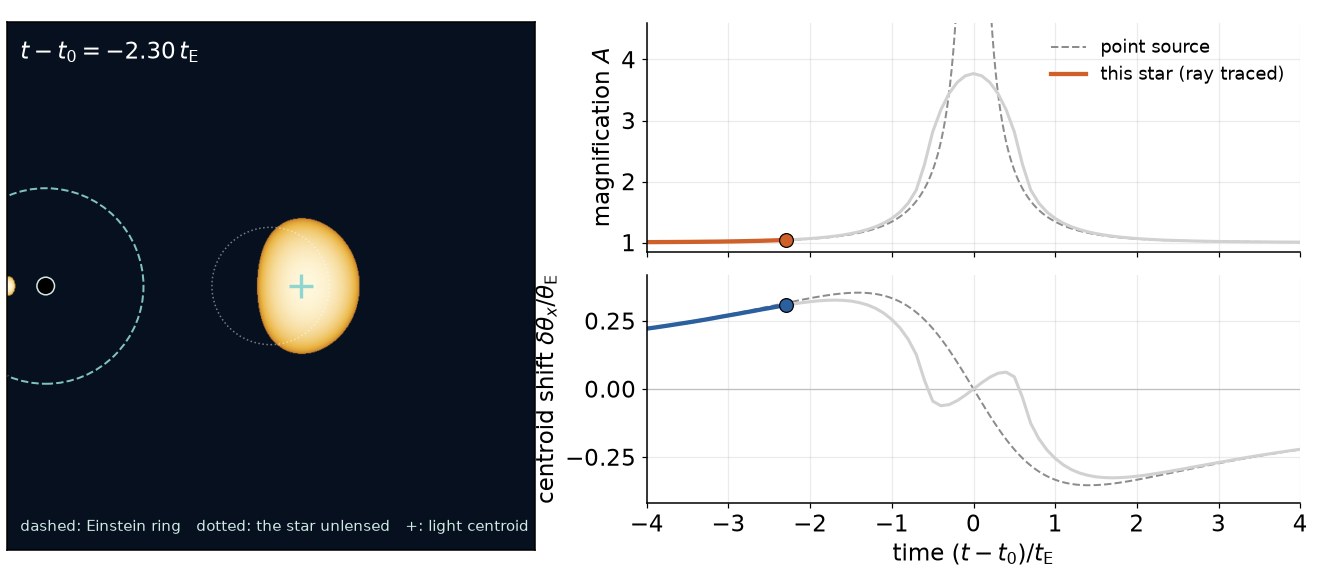 t − t₀ = −2.30 t_E
dashed: Einstein ring dotted: the star unlensed +: light centroid
magnification A
4
3
2
1
point source
this star (ray traced)
centroid shift δθₓ/θ_E
0.25
0.00
−0.25
−4 −3 −2 −1 0 1 2 3 4
time (t − t₀)/t_E